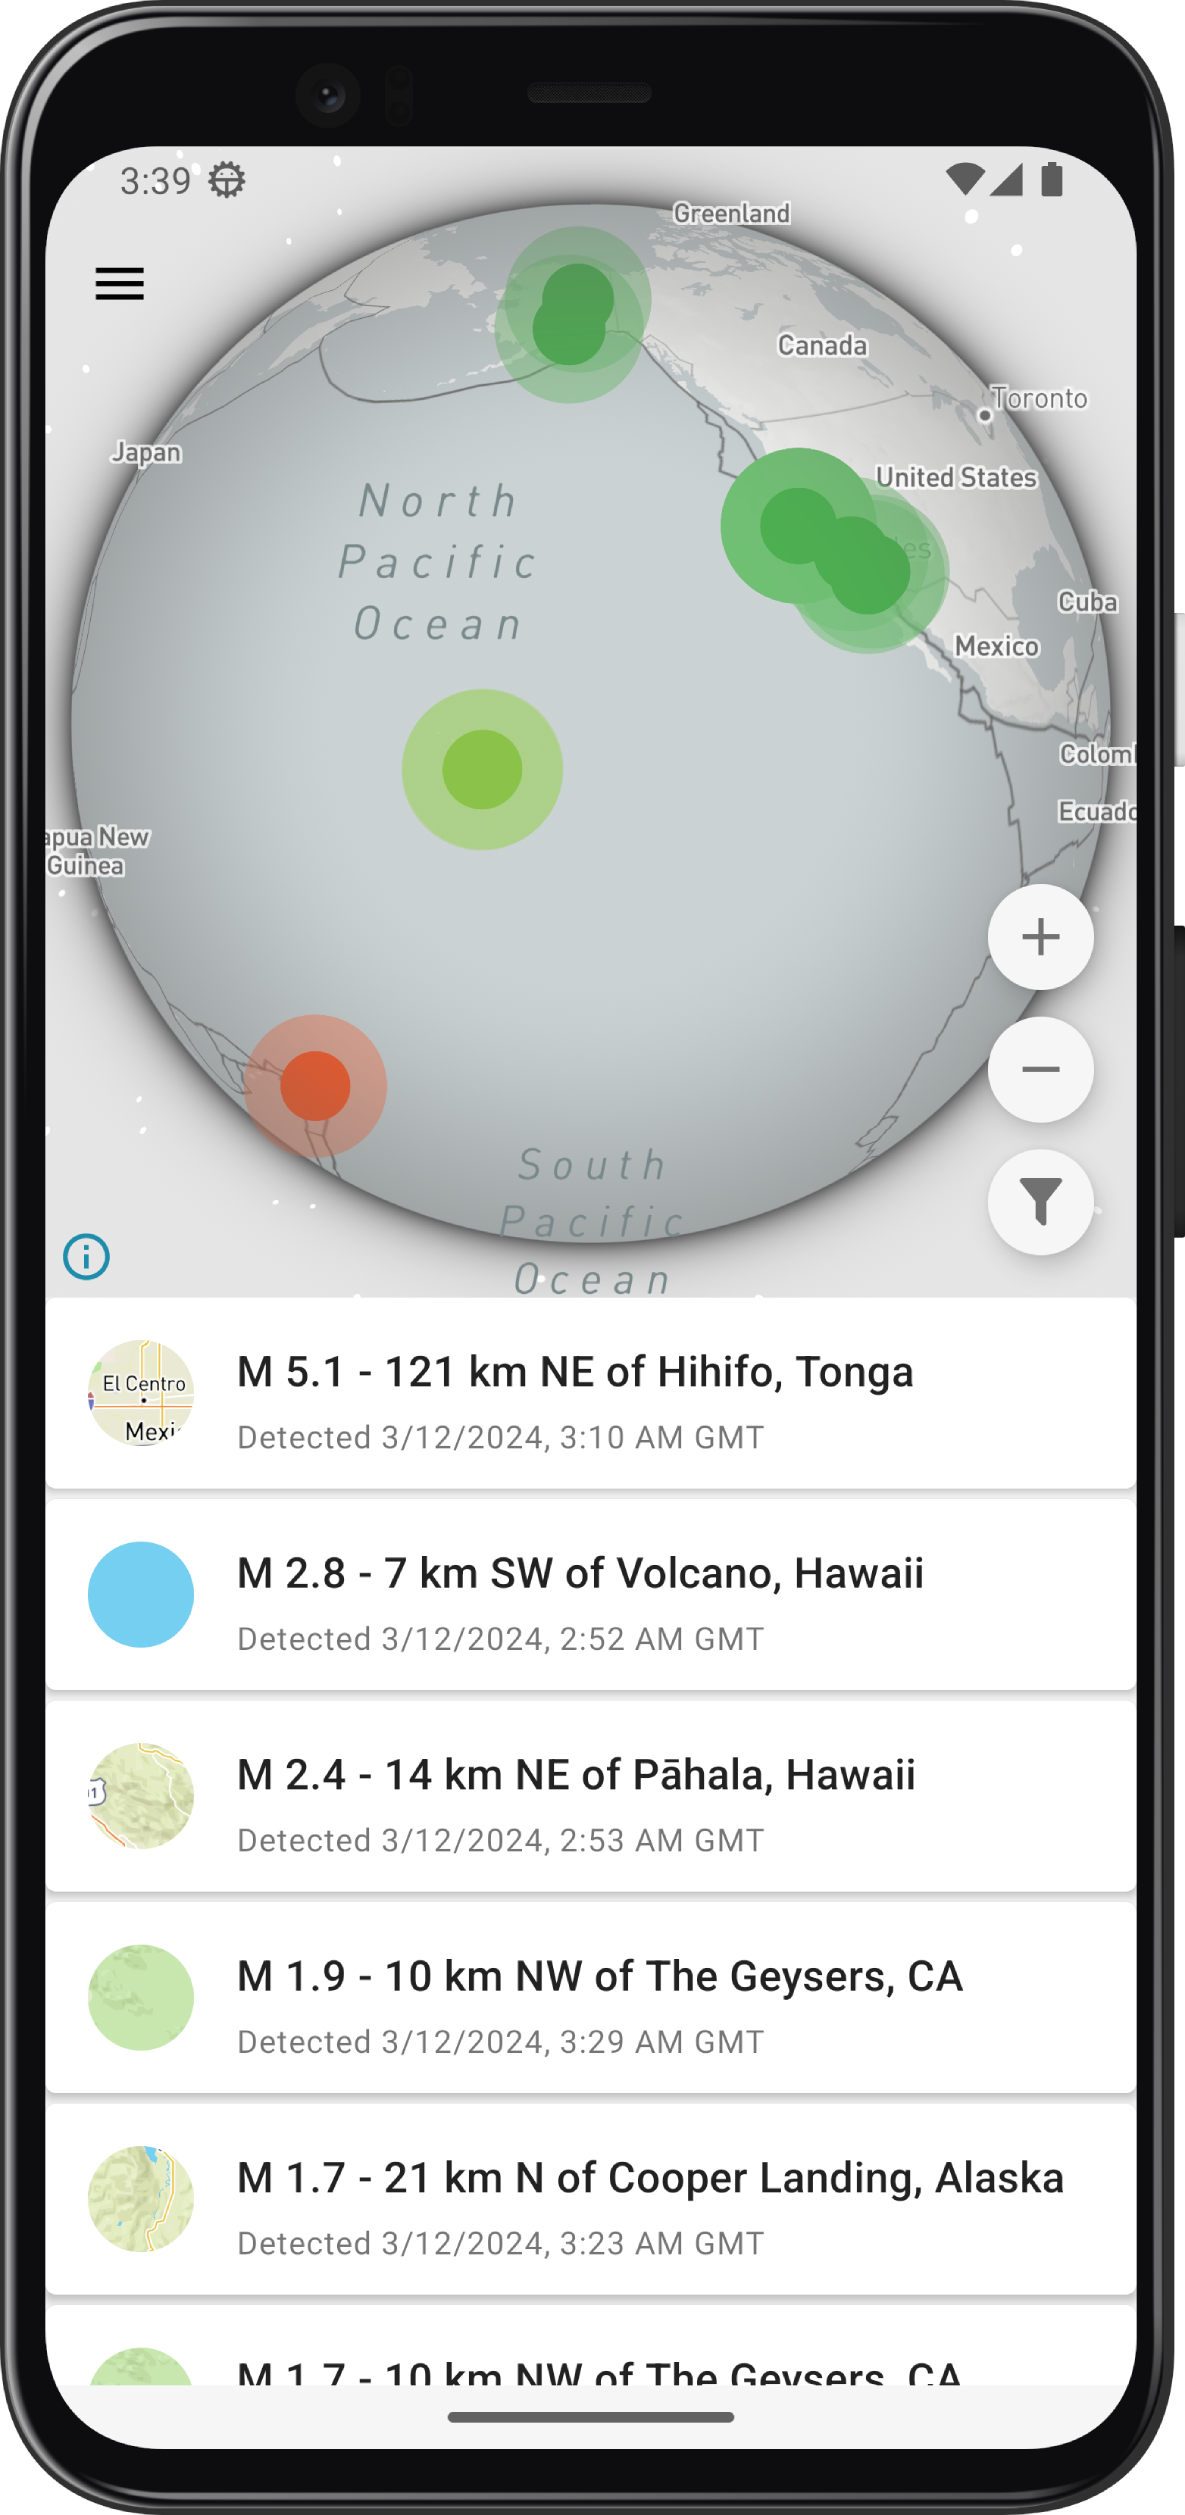 3:39
Greenland
Canada
Toronto
Japan
United States
North
Pacific
Ocean
Cuba
Mexico
Colom
Ecuad
apua New
Guinea
South
Pacific
Ocean
El Centro
Mexi
M 5.1 - 121 km NE of Hihifo, Tonga
Detected 3/12/2024, 3:10 AM GMT
M 2.8 - 7 km SW of Volcano, Hawaii
Detected 3/12/2024, 2:52 AM GMT
M 2.4 - 14 km NE of Pāhala, Hawaii
Detected 3/12/2024, 2:53 AM GMT
M 1.9 - 10 km NW of The Geysers, CA
Detected 3/12/2024, 3:29 AM GMT
M 1.7 - 21 km N of Cooper Landing, Alaska
Detected 3/12/2024, 3:23 AM GMT
M 1.7 - 10 km NW of The Geysers, CA